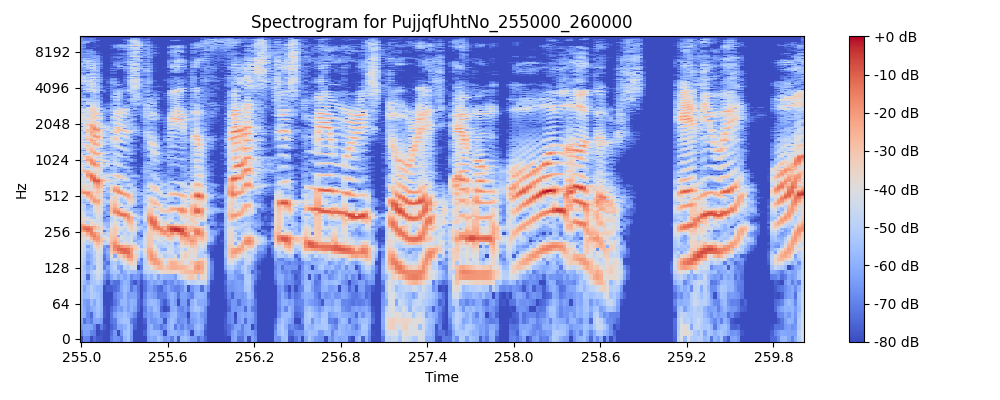 Spectrogram for PujjqfUhtNo_255000_260000
Hz
8192
4096
2048
1024
512
256
128
64
0
255.0 255.6 256.2 256.8 257.4 258.0 258.6 259.2 259.8
Time
+0 dB
-10 dB
-20 dB
-30 dB
-40 dB
-50 dB
-60 dB
-70 dB
-80 dB